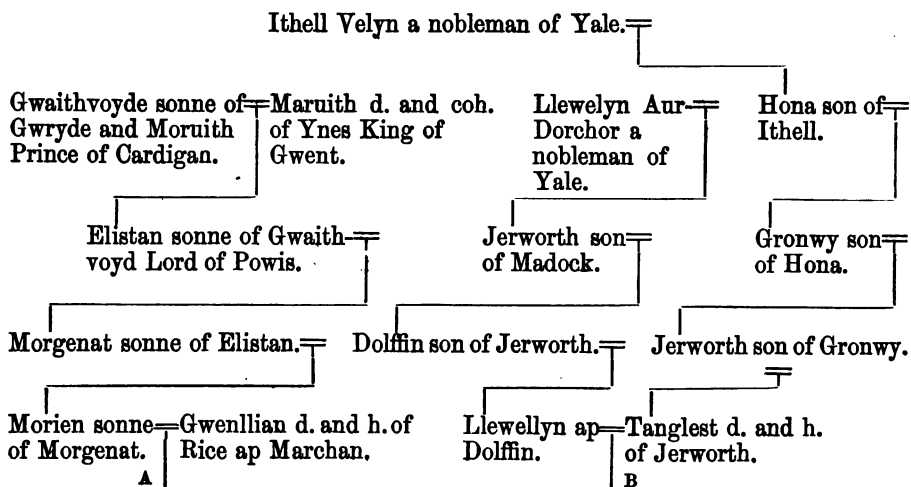 Ithell Velyn a nobleman of Yale.
Gwaithvoyde sonne of
Gwryde and Moruith
Prince of Cardigan.
Maruith d. and coh.
of Ynes King of
Gwent.
Llewelyn Aur-
Dorchor a
nobleman of
Yale.
Hona son of
Ithell.
Elistan sonne of Gwaith-
voyd Lord of Powis.
Jerworth son
of Madock.
Gronwy son
of Hona.
Morgenat sonne of Elistan.
Dolffin son of Jerworth.
Jerworth son of Gronwy.
Morien sonne
of Morgenat.
Gwenllian d. and h. of
Rice ap Marchan.
Llewellyn ap
Dolffin.
Tanglest d. and h.
of Jerworth.
A
B